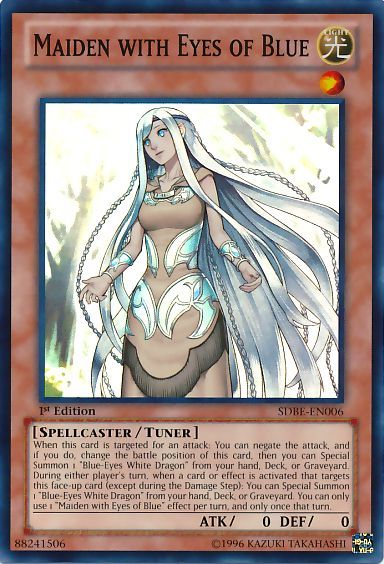 MAIDEN WITH EYES OF BLUE
LIGHT
光
1st Edition
SDBE-EN006
[SPELLCASTER / TUNER]
When this card is targeted for an attack: You can negate the attack, and
if you do, change the battle position of this card, then you can Special
Summon 1 "Blue-Eyes White Dragon" from your hand, Deck, or Graveyard.
During either player's turn, when a card or effect is activated that targets
this face-up card (except during the Damage Step): You can Special Summon
1 "Blue-Eyes White Dragon" from your hand, Deck, or Graveyard. You can only
use 1 "Maiden with Eyes of Blue" effect per turn, and only once that turn.
ATK / 0 DEF / 0
88241506
©1996 KAZUKI TAKAHASHI